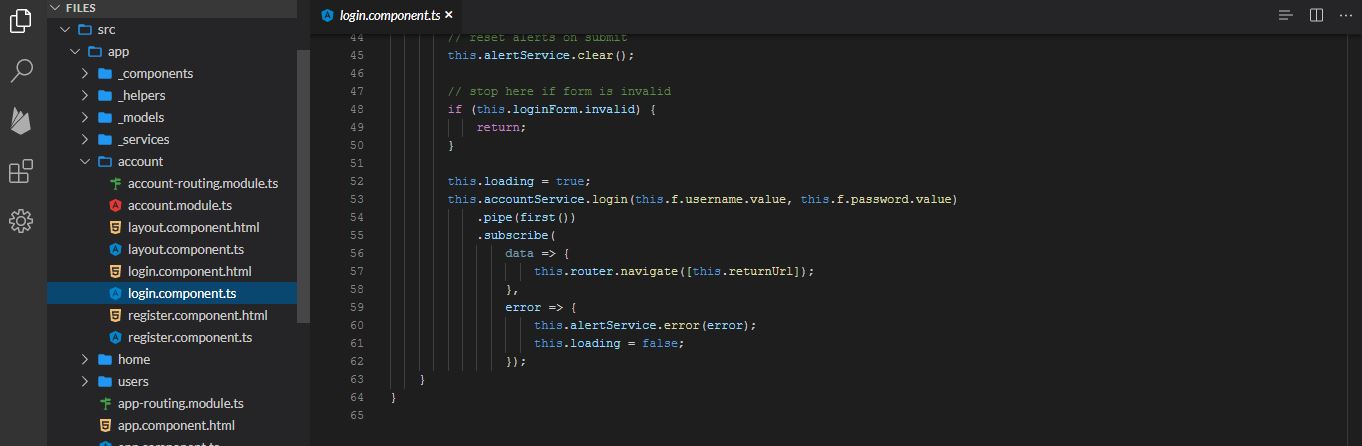 FILES
src
app
_components
_helpers
_models
_services
account
account-routing.module.ts
account.module.ts
layout.component.html
layout.component.ts
login.component.html
login.component.ts
register.component.html
register.component.ts
home
users
app-routing.module.ts
app.component.html
app.component.ts
login.component.ts ×
44 // reset alerts on submit
45 this.alertService.clear();
46
47 // stop here if form is invalid
48 if (this.loginForm.invalid) {
49 return;
50 }
51
52 this.loading = true;
53 this.accountService.login(this.f.username.value, this.f.password.value)
54 .pipe(first())
55 .subscribe(
56 data => {
57 this.router.navigate([this.returnUrl]);
58 },
59 error => {
60 this.alertService.error(error);
61 this.loading = false;
62 });
63 }
64 }
65